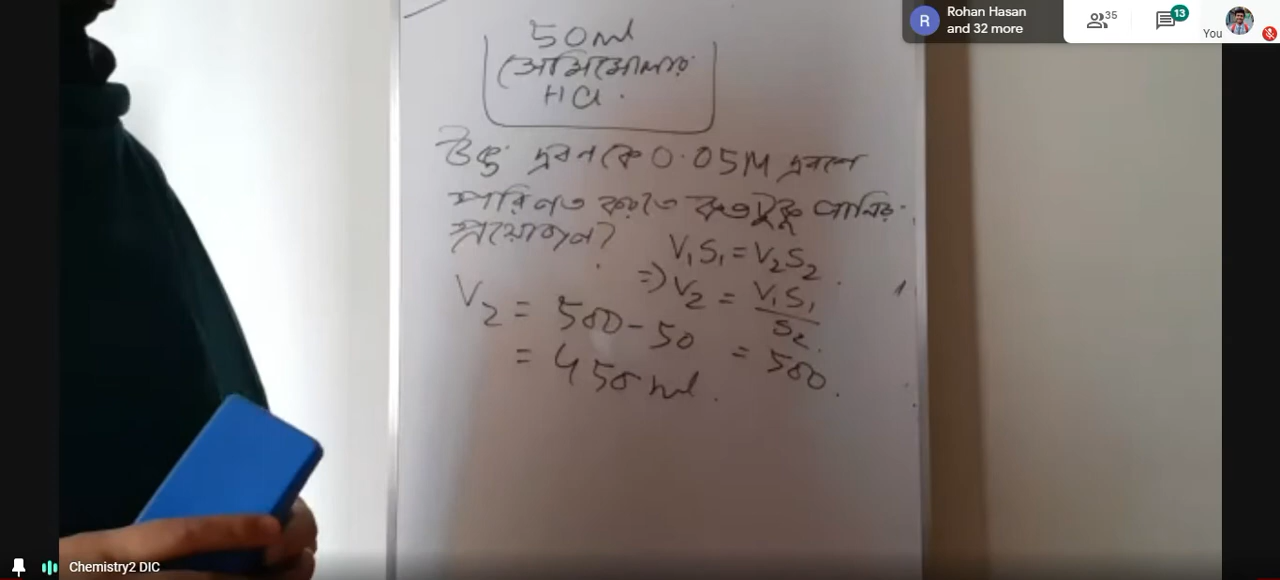 Rohan Hasan
and 32 more
35
13
You
R
50ml
সেমিমোলার
HCl.
উক্ত দ্রবণকে 0.05M দ্রবণে
পরিণত করতে কতটুকু পানির
প্রয়োজন?
V₁S₁ = V₂S₂
⇒ V₂ = V₁S₁ / S₂
= 500
V₂ = 500 - 50
= 450ml.
Chemistry2 DIC